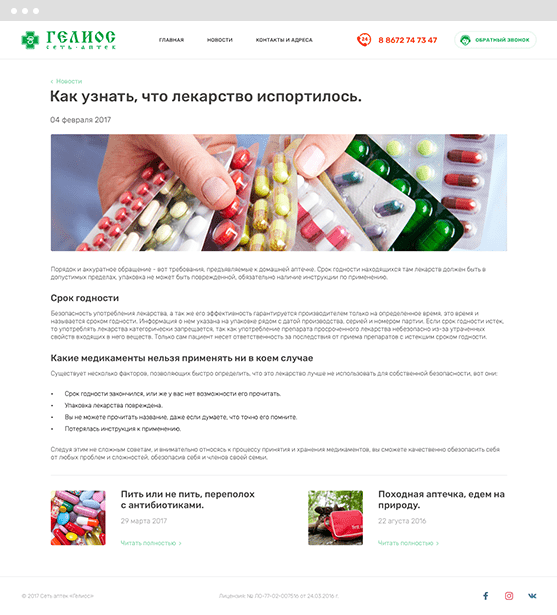 ГЕЛИОС
СЕТЬ АПТЕК
ГЛАВНАЯ
НОВОСТИ
КОНТАКТЫ И АДРЕСА
24
8 8672 74 73 47
ОБРАТНЫЙ ЗВОНОК
< Новости
Как узнать, что лекарство испортилось.
04 февраля 2017
Порядок и аккуратное обращение - вот требования, предъявляемые к домашней аптечке. Срок годности находящихся там лекарств должен быть в
допустимых пределах, упаковка не может быть поврежденной, обязательно наличие инструкции по применению.
Срок годности
Безопасность употребления лекарства, а так же его эффективность гарантируется производителем только на определенное время, это время и
называется сроком годности. Информация о нем указана на упаковке рядом с датой производства, серией и номером партии. Если срок годности истек,
то употреблять лекарства категорически запрещается, так как употребление препарата просроченного лекарства небезопасно из-за утраченных
свойств входящих в него веществ. Только сам пациент несет ответственность за последствия от приема препаратов с истекшим сроком годности.
Какие медикаменты нельзя применять ни в коем случае
Существует несколько факторов, позволяющих быстро определить, что это лекарство лучше не использовать для собственной безопасности, вот они:
• Срок годности закончился, или же у вас нет возможности его прочитать.
• Упаковка лекарства повреждена.
• Вы не можете прочитать название, даже если думаете, что точно его помните.
• Потерялась инструкция к применению.
Следуя этим не сложным советам, и внимательно относясь к процессу принятия и хранения медикаментов, вы сможете качественно обезопасить себя
от любых проблем и сложностей, обезопасив себя и членов своей семьи.
Пить или не пить, переполох
с антибиотиками.
29 марта 2017
Читать полностью >
Походная аптечка, едем на
природу.
22 агуста 2016
Читать полностью >
© 2017 Сеть аптек «Гелиос»
Лицензия № ЛО-77-02-007516 от 24.03.2016 г.